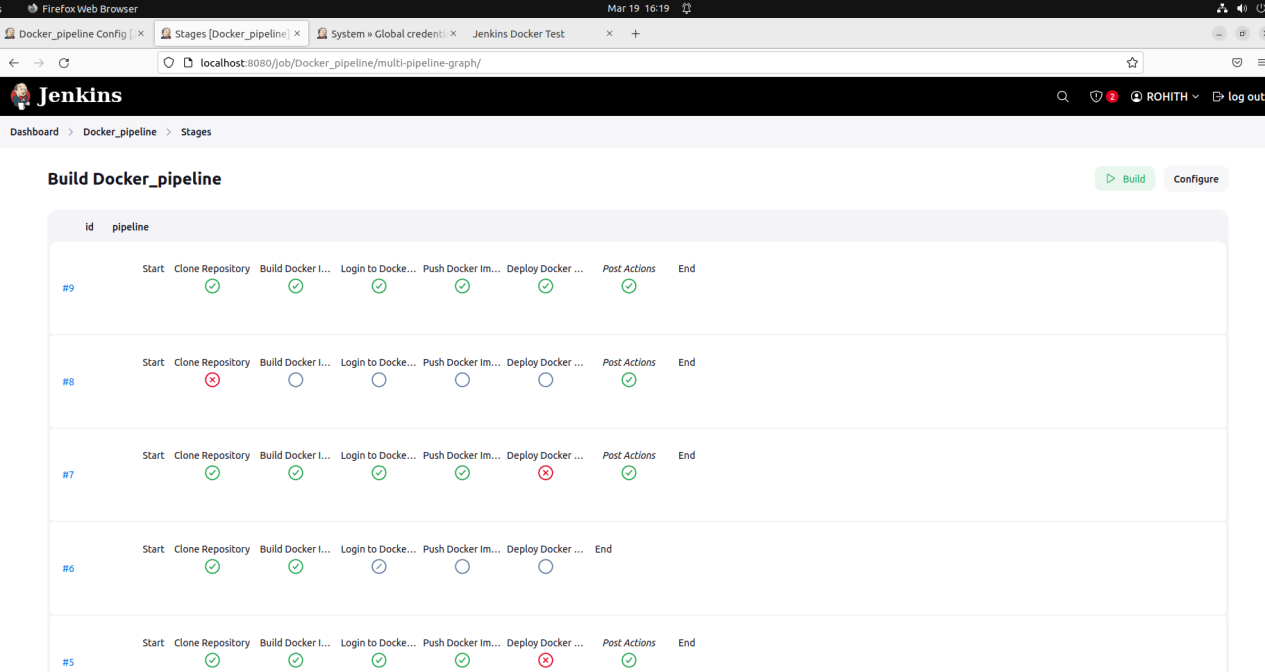 Firefox Web Browser Mar 19 16:19
Docker_pipeline Config [ Stages [Docker_pipeline] System » Global credenti Jenkins Docker Test
localhost:8080/job/Docker_pipeline/multi-pipeline-graph/
Jenkins 2 ROHITH log out
Dashboard > Docker_pipeline > Stages
Build Docker_pipeline Build Configure
id pipeline
Start Clone Repository Build Docker I... Login to Docke... Push Docker Im... Deploy Docker ... Post Actions End
#9
Start Clone Repository Build Docker I... Login to Docke... Push Docker Im... Deploy Docker ... Post Actions End
#8
Start Clone Repository Build Docker I... Login to Docke... Push Docker Im... Deploy Docker ... Post Actions End
#7
Start Clone Repository Build Docker I... Login to Docke... Push Docker Im... Deploy Docker ... End
#6
Start Clone Repository Build Docker I... Login to Docke... Push Docker Im... Deploy Docker ... Post Actions End
#5